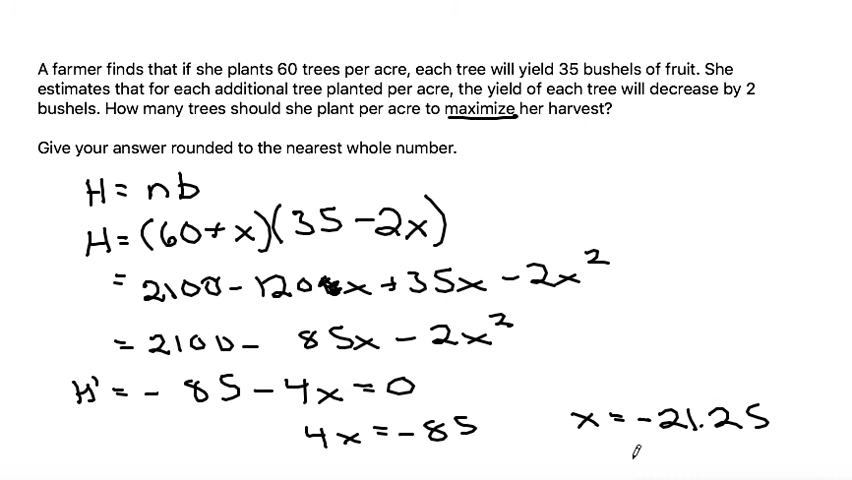 A farmer finds that if she plants 60 trees per acre, each tree will yield 35 bushels of fruit. She
estimates that for each additional tree planted per acre, the yield of each tree will decrease by 2
bushels. How many trees should she plant per acre to maximize her harvest?
Give your answer rounded to the nearest whole number.
H = nb
H = (60 + x)(35 - 2x)
= 2100 - 120x + 35x - 2x²
= 2100 - 85x - 2x²
H' = - 85 - 4x = 0
4x = -85
x = -21.25